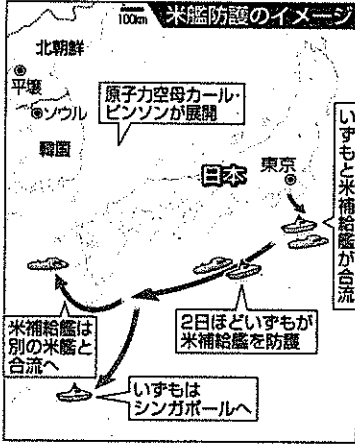 米艦防護のイメージ
100km
北朝鮮
平壌
ソウル
韓国
原子力空母カール・
ビンソンが展開
日本
東京
いずもと米補給艦が合流
2日ほどいずもが
米補給艦を防護
米補給艦は
別の米艦と
合流へ
いずもは
シンガポールへ